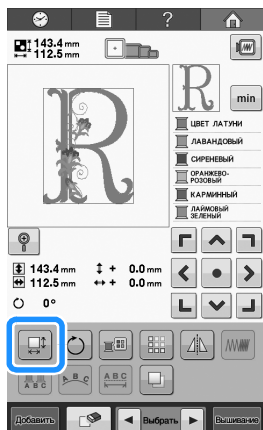 ?
143.4 mm
112.5 mm
min
ЦВЕТ ЛАТУНИ
ЛАВАНДОВЫЙ
СИРЕНЕВЫЙ
ОРАНЖЕВО-
РОЗОВЫЙ
КАРМИННЫЙ
ЛАЙМОВЫЙ
ЗЕЛЕНЫЙ
R
143.4 mm + 0.0 mm
112.5 mm + 0.0 mm
0°
ABC
ABC
ABC
Добавить
Выбрать
Вышивание